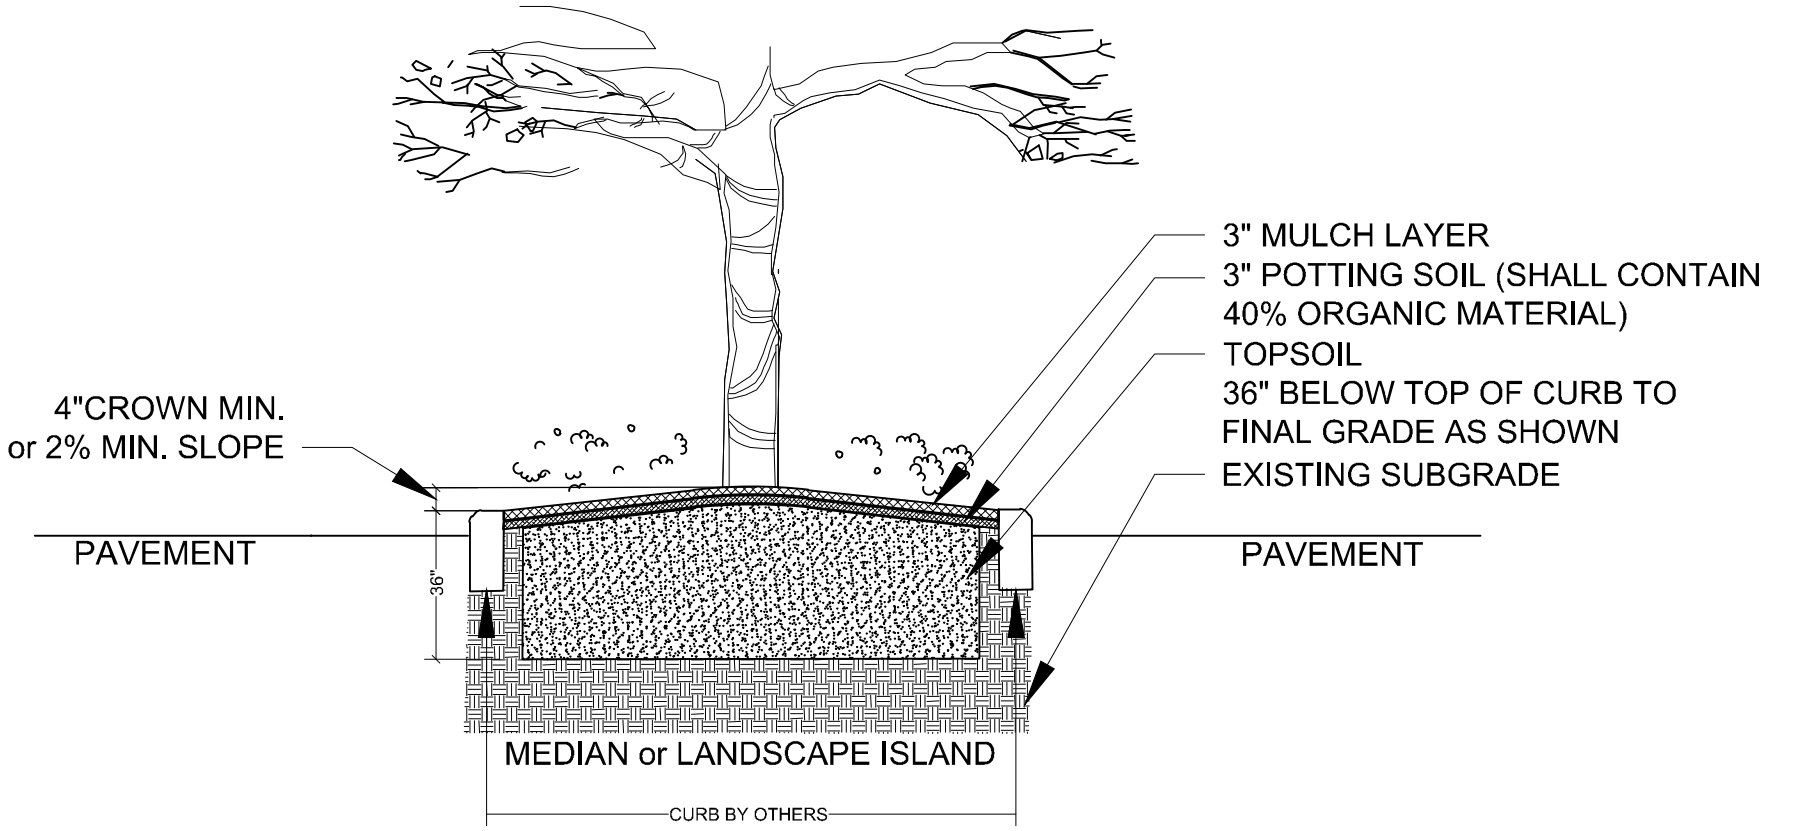 3" MULCH LAYER
3" POTTING SOIL (SHALL CONTAIN
40% ORGANIC MATERIAL)
TOPSOIL
36" BELOW TOP OF CURB TO
FINAL GRADE AS SHOWN
EXISTING SUBGRADE
4"CROWN MIN.
or 2% MIN. SLOPE
PAVEMENT
PAVEMENT
36"
MEDIAN or LANDSCAPE ISLAND
CURB BY OTHERS